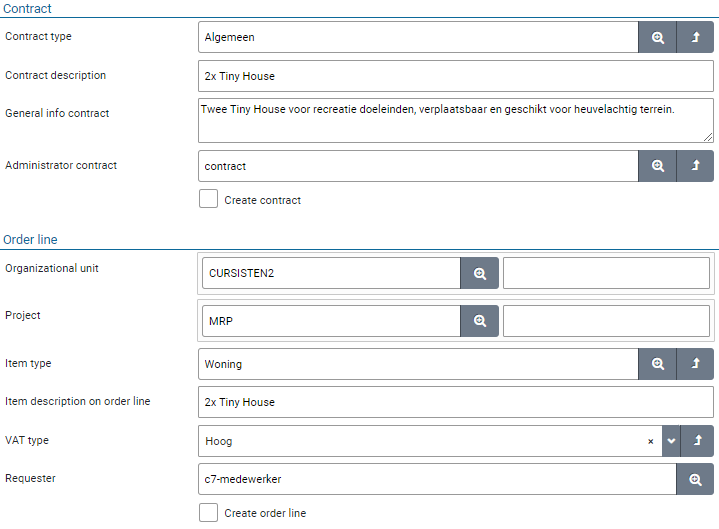 Contract
Contract type
Algemeen
Contract description
2x Tiny House
General info contract
Twee Tiny House voor recreatie doeleinden, verplaatsbaar en geschikt voor heuvelachtig terrein.
Administrator contract
contract
Create contract
Order line
Organizational unit
CURSISTEN2
Project
MRP
Item type
Woning
Item description on order line
2x Tiny House
VAT type
Hoog
Requester
c7-medewerker
Create order line